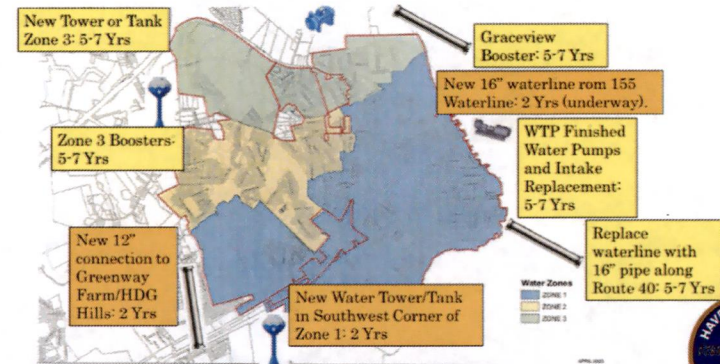 New Tower or Tank
Zone 3: 5-7 Yrs
Graceview
Booster: 5-7 Yrs
New 16" waterline rom 155
Waterline: 2 Yrs (underway).
Zone 3 Boosters:
5-7 Yrs
WTP Finished
Water Pumps
and Intake
Replacement:
5-7 Yrs
New 12"
connection to
Greenway
Farm/HDG
Hills: 2 Yrs
New Water Tower/Tank
in Southwest Corner of
Zone 1: 2 Yrs
Replace
waterline with
16" pipe along
Route 40: 5-7 Yrs
Water Zones
ZONE 1
ZONE 2
ZONE 3